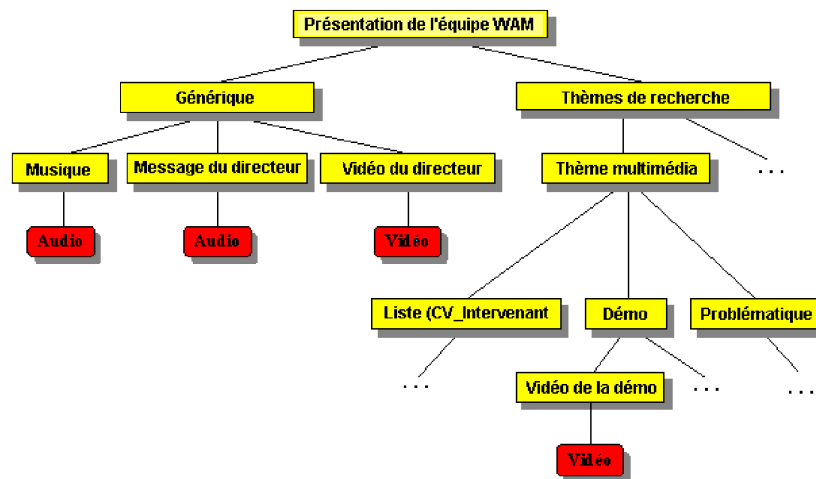 Présentation de l'équipe WAM
Générique
Thèmes de recherche
Musique
Message du directeur
Vidéo du directeur
Thème multimédia
. . .
Audio
Audio
Vidéo
Liste (CV_Intervenant
Démo
Problématique
. . .
Vidéo de la démo
. . .
. . .
Vidéo